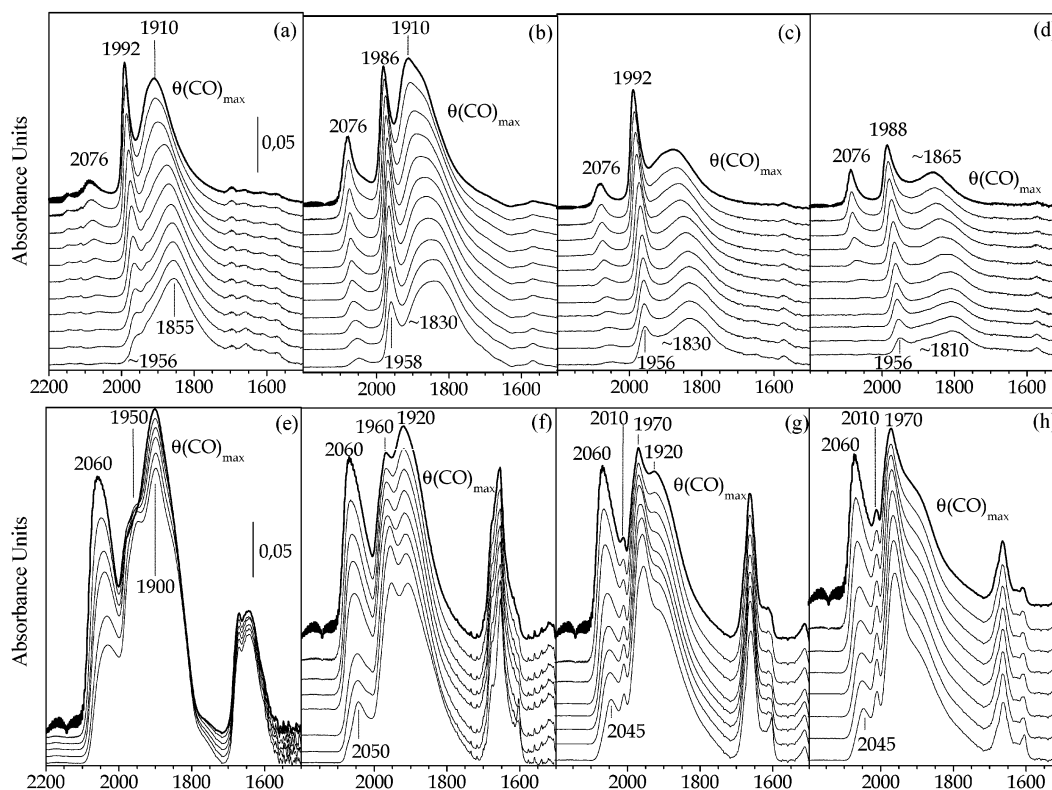 (a)
1910
1992
θ(CO)max
0,05
2076
1855
~1956
2200 2000 1800 1600
(b)
1910
1986
2076
θ(CO)max
~1830
1958
2000 1800 1600
(c)
1992
2076
θ(CO)max
~1830
1956
2000 1800 1600
(d)
1988
2076
~1865
θ(CO)max
1956
~1810
2000 1800 1600
Absorbance Units
(e)
1950
θ(CO)max
2060
0,05
1900
2200 2000 1800 1600
(f)
1920
1960
2060
θ(CO)max
2050
2000 1800 1600
(g)
2010
1970
2060
1920
θ(CO)max
2045
2000 1800 1600
(h)
2010
1970
2060
θ(CO)max
2045
2000 1800 1600
Absorbance Units